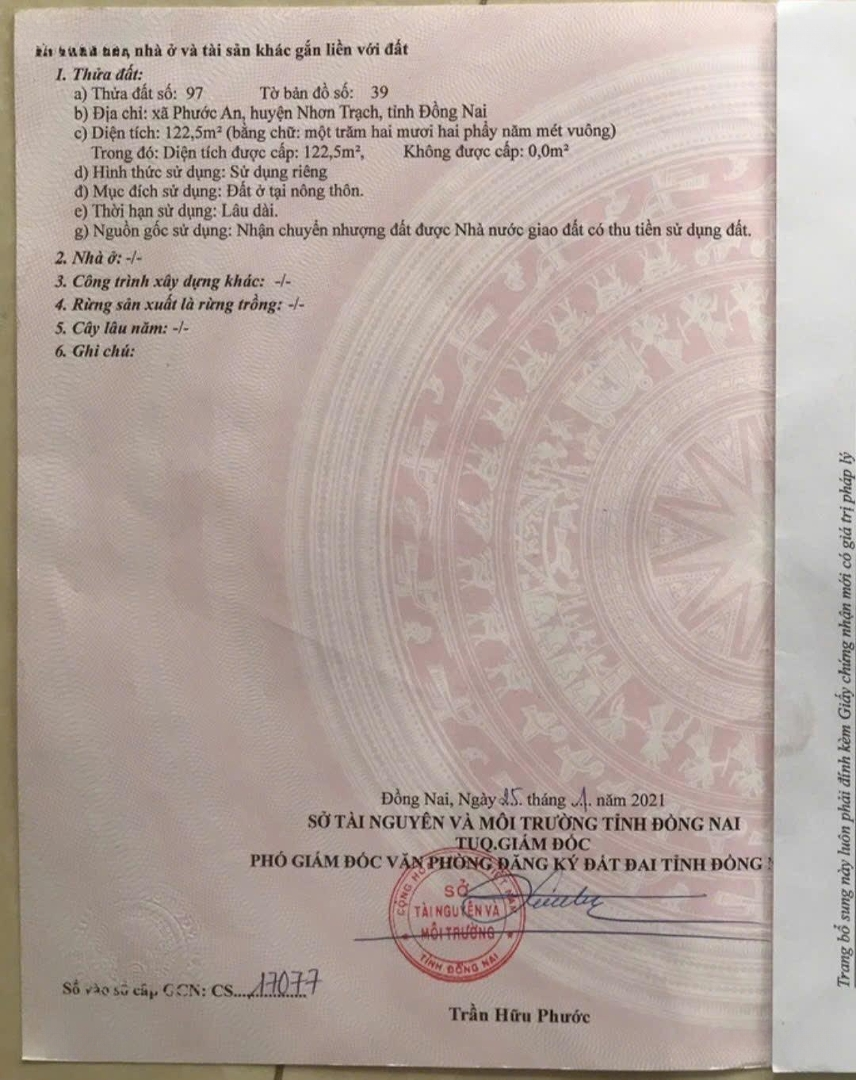 nhà ở và tài sản khác gắn liền với đất
1. Thửa đất:
a) Thửa đất số: 97 Tờ bản đồ số: 39
b) Địa chỉ: xã Phước An, huyện Nhơn Trạch, tỉnh Đồng Nai
c) Diện tích: 122,5m² (bằng chữ: một trăm hai mươi hai phẩy năm mét vuông)
Trong đó: Diện tích được cấp: 122,5m², Không được cấp: 0,0m²
d) Hình thức sử dụng: Sử dụng riêng
đ) Mục đích sử dụng: Đất ở tại nông thôn.
e) Thời hạn sử dụng: Lâu dài.
g) Nguồn gốc sử dụng: Nhận chuyển nhượng đất được Nhà nước giao đất có thu tiền sử dụng đất.
2. Nhà ở: -/-
3. Công trình xây dựng khác: -/-
4. Rừng sản xuất là rừng trồng: -/-
5. Cây lâu năm: -/-
6. Ghi chú:
Đồng Nai, Ngày 25. tháng .1. năm 2021
SỞ TÀI NGUYÊN VÀ MÔI TRƯỜNG TỈNH ĐỒNG NAI
TUQ.GIÁM ĐỐC
PHÓ GIÁM ĐỐC VĂN PHÒNG ĐĂNG KÝ ĐẤT ĐAI TỈNH ĐỒNG
CỘNG HÒA VIỆT NAM
SỞ
TÀI NGUYÊN VÀ
MÔI TRƯỜNG
TỈNH ĐỒNG NAI
Số vào sổ cấp GCN: CS....17077
Trần Hữu Phước
Trang bổ sung này luôn phải đính kèm Giấy chứng nhận mới có giá trị pháp lý